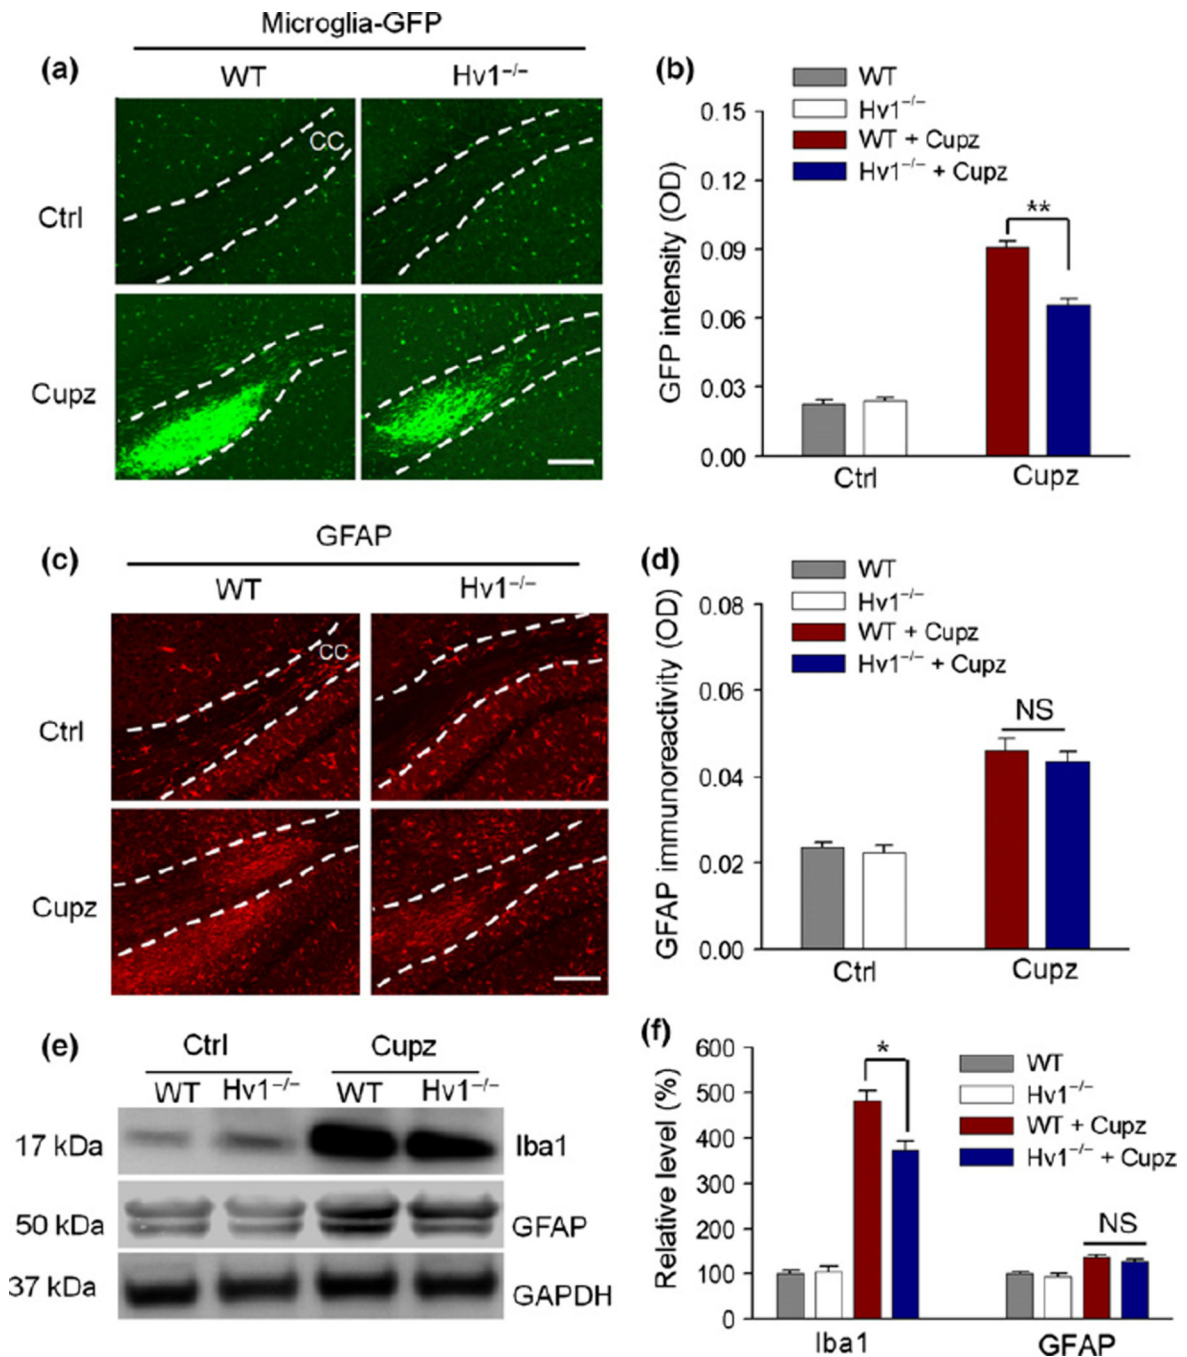 Microglia-GFP
(a)
WT Hv1−/−
CC
Ctrl
Cupz
(b)
WT
Hv1−/−
WT + Cupz
Hv1−/− + Cupz
GFP intensity (OD)
0.15
0.12
0.09
0.06
0.03
0.00
**
Ctrl Cupz
(c)
GFAP
WT Hv1−/−
CC
Ctrl
Cupz
(d)
WT
Hv1−/−
WT + Cupz
Hv1−/− + Cupz
GFAP immunoreactivity (OD)
0.08
0.06
0.04
0.02
0.00
NS
Ctrl Cupz
(e)
Ctrl Cupz
WT Hv1−/− WT Hv1−/−
17 kDa Iba1
50 kDa GFAP
37 kDa GAPDH
(f)
Relative level (%)
600
500
400
300
200
100
0
*
WT
Hv1−/−
WT + Cupz
Hv1−/− + Cupz
NS
Iba1 GFAP